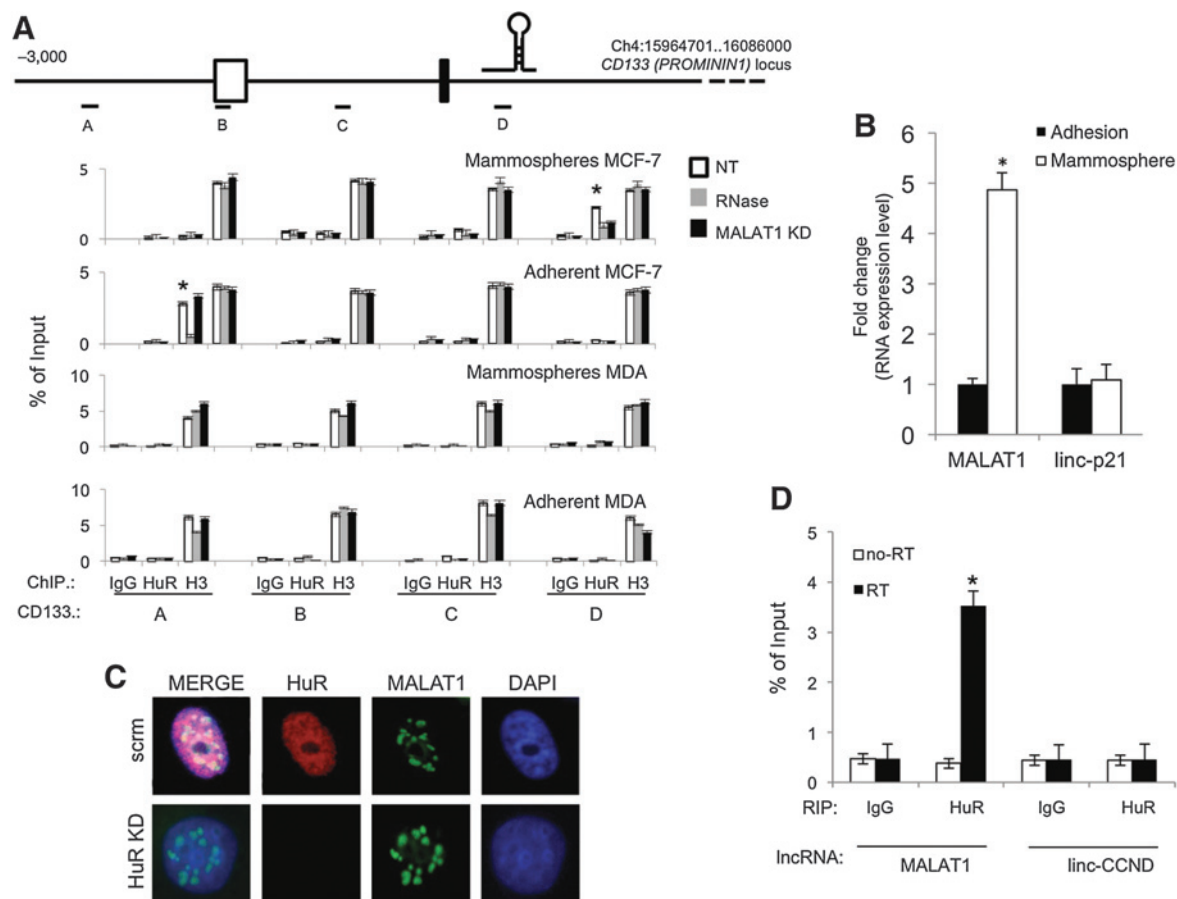 A
–3,000
Ch4:15964701..16086000
CD133 (PROMININ1) locus
A
B
C
D
Mammospheres MCF-7
5
0
*
NT
RNase
MALAT1 KD
Adherent MCF-7
5
0
*
Mammospheres MDA
10
5
0
Adherent MDA
10
5
0
% of Input
ChIP.: IgG HuR H3 IgG HuR H3 IgG HuR H3 IgG HuR H3
CD133.: A B C D
B
Adhesion
Mammosphere
Fold change
(RNA expression level)
6
5
4
3
2
1
0
*
MALAT1 linc-p21
C
MERGE HuR MALAT1 DAPI
scrm
HuR KD
D
no-RT
RT
% of Input
5
4
3
2
1
0
*
RIP: IgG HuR IgG HuR
lncRNA: MALAT1 linc-CCND